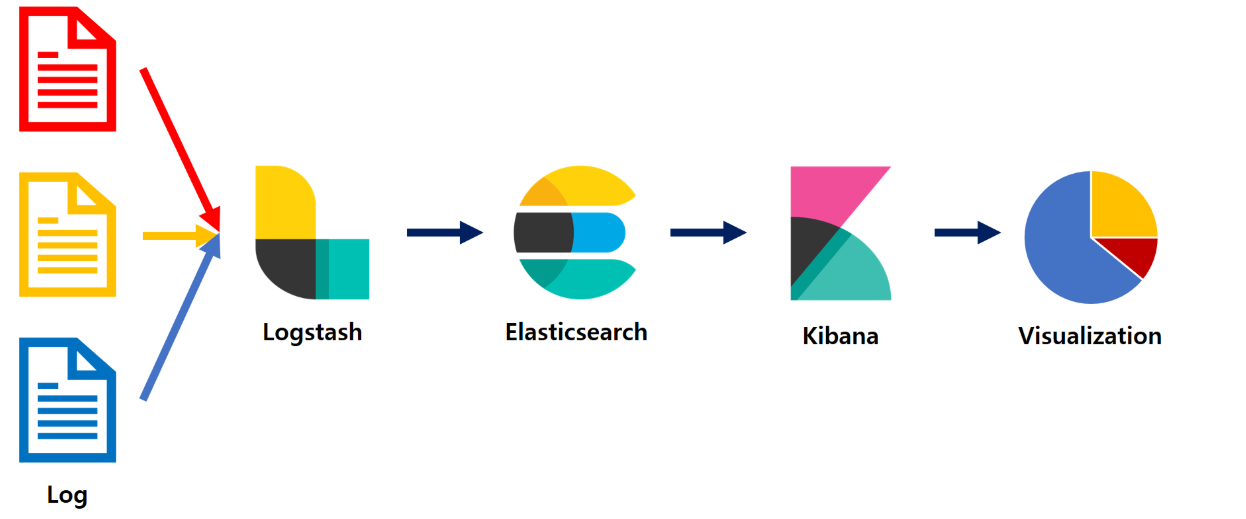 Logstash
Elasticsearch
Kibana
Visualization
Log